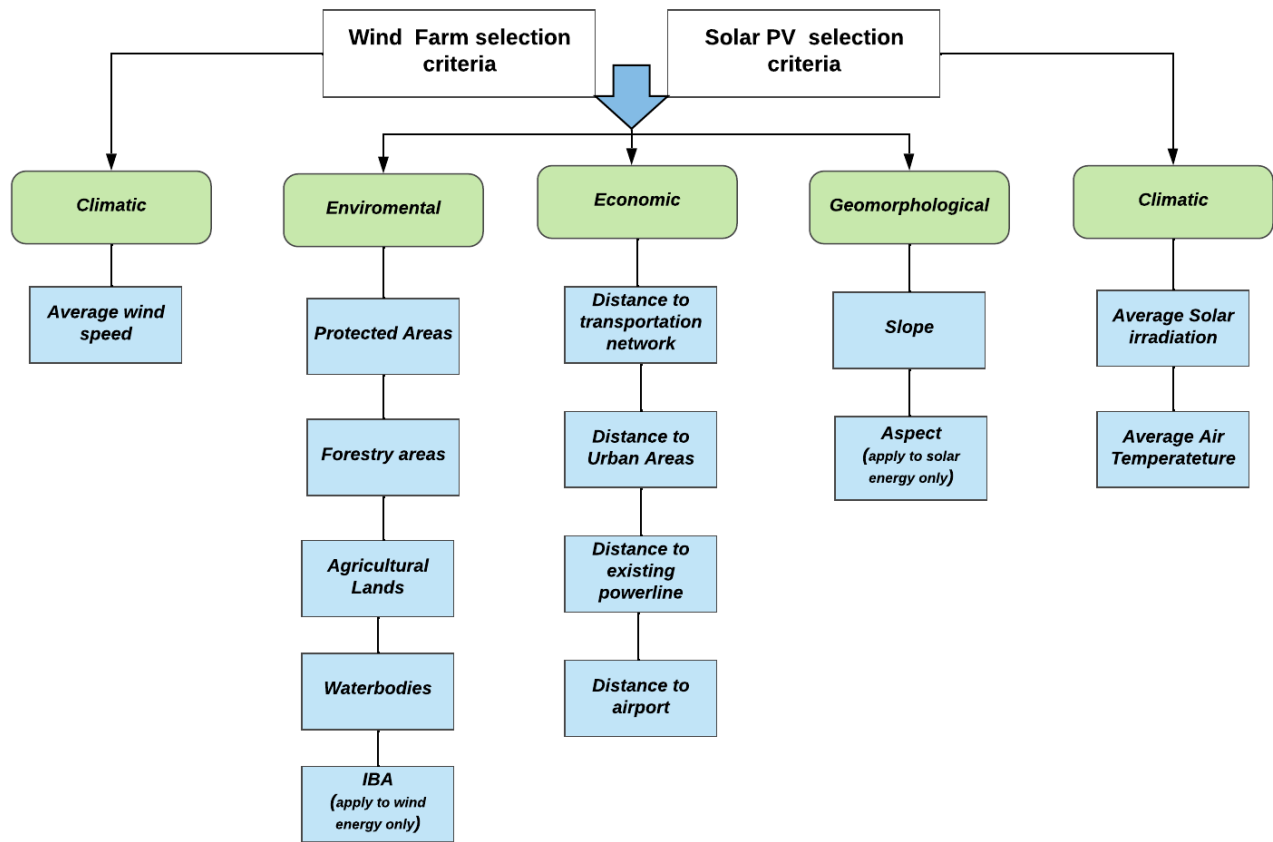 Wind Farm selection
criteria
Solar PV selection
criteria
Climatic
Enviromental
Economic
Geomorphological
Climatic
Average wind
speed
Protected Areas
Forestry areas
Agricultural
Lands
Waterbodies
IBA
(apply to wind
energy only)
Distance to
transportation
network
Distance to
Urban Areas
Distance to
existing
powerline
Distance to
airport
Slope
Aspect
(apply to solar
energy only)
Average Solar
irradiation
Average Air
Temperateture